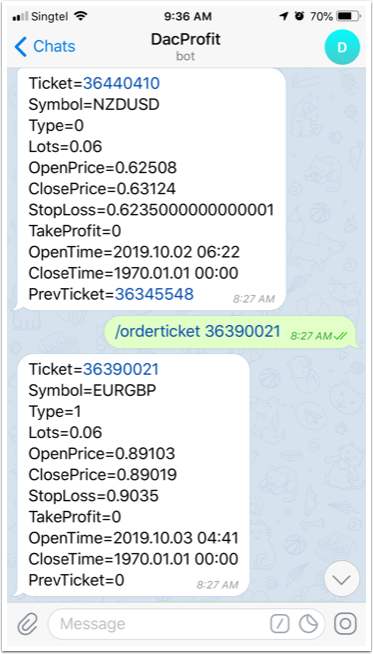 Singtel 9:36 AM 70%
Chats DacProfit D
bot
Ticket=36440410
Symbol=NZDUSD
Type=0
Lots=0.06
OpenPrice=0.62508
ClosePrice=0.63124
StopLoss=0.6235000000000001
TakeProfit=0
OpenTime=2019.10.02 06:22
CloseTime=1970.01.01 00:00
PrevTicket=36345548 8:27 AM
/orderticket 36390021 8:27 AM
Ticket=36390021
Symbol=EURGBP
Type=1
Lots=0.06
OpenPrice=0.89103
ClosePrice=0.89019
StopLoss=0.9035
TakeProfit=0
OpenTime=2019.10.03 04:41
CloseTime=1970.01.01 00:00
PrevTicket=0 8:27 AM
Message